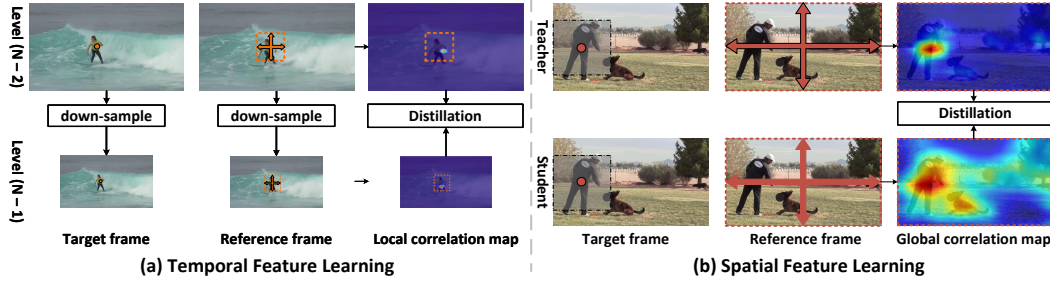 Level (N – 2)
down-sample
down-sample
Distillation
Level (N – 1)
Target frame
Reference frame
Local correlation map
(a) Temporal Feature Learning
Teacher
Distillation
Student
Target frame
Reference frame
Global correlation map
(b) Spatial Feature Learning